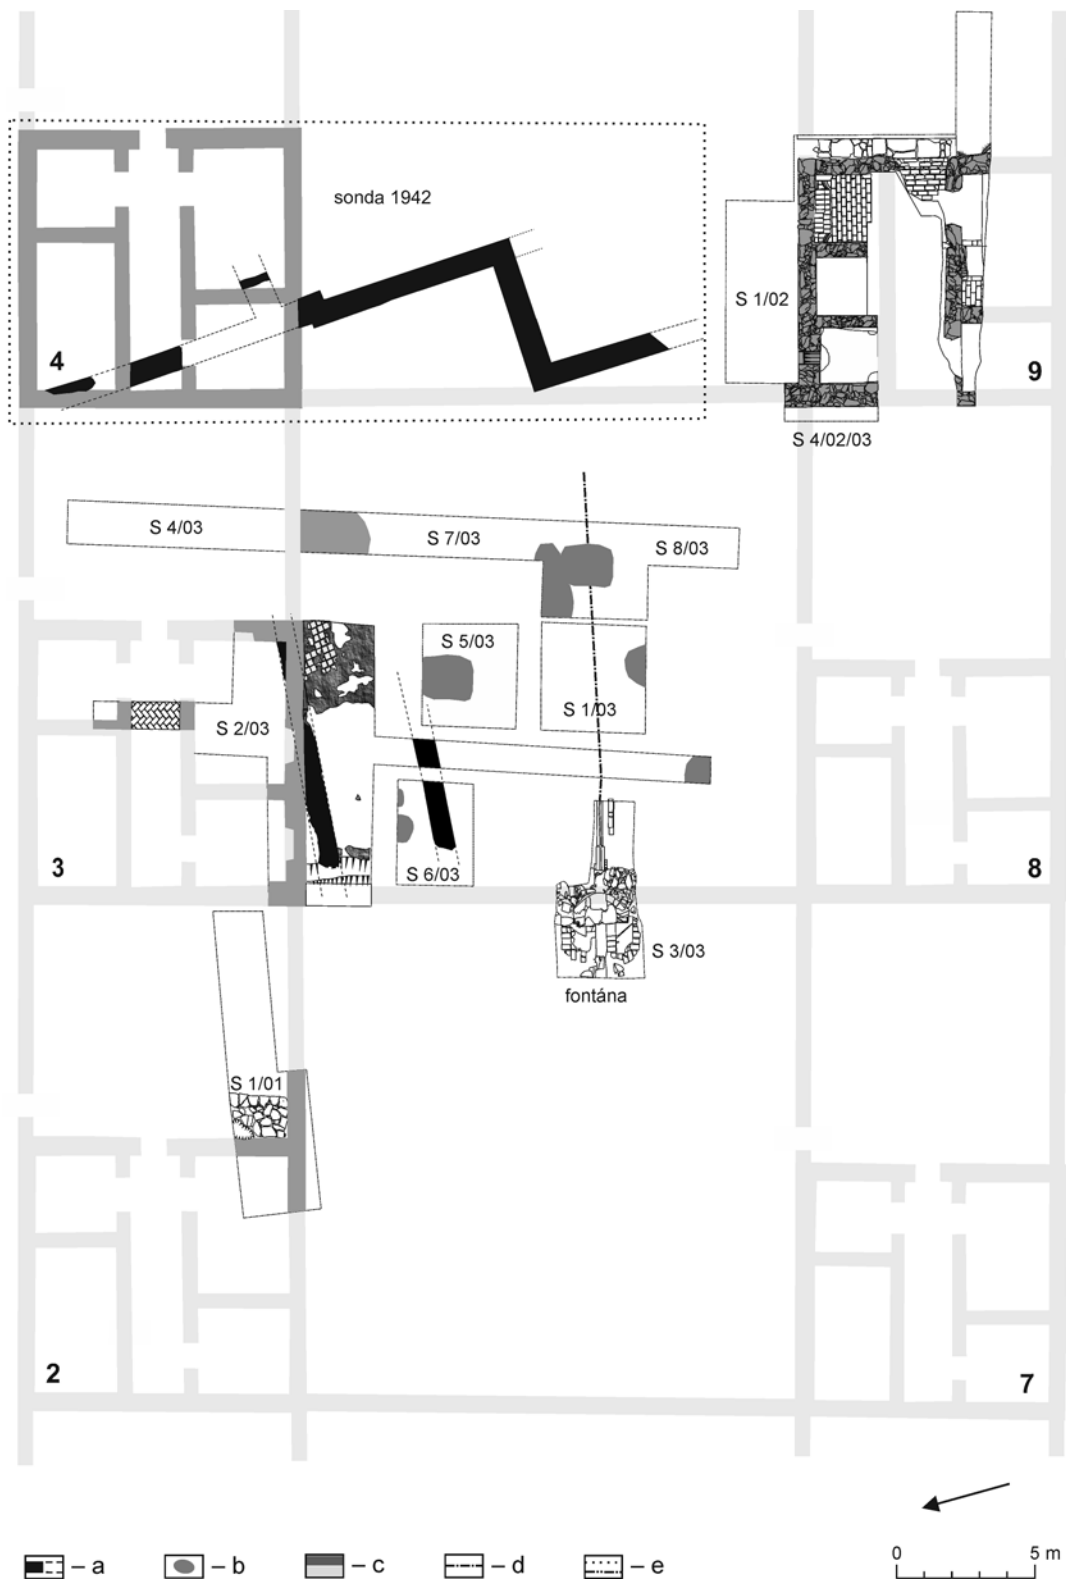 sonda 1942
4
S 1/02
9
S 4/02/03
S 4/03
S 7/03
S 8/03
S 5/03
S 1/03
S 2/03
3
S 6/03
8
S 3/03
fontána
S 1/01
2
7
– a
– b
– c
– d
– e
0 5 m